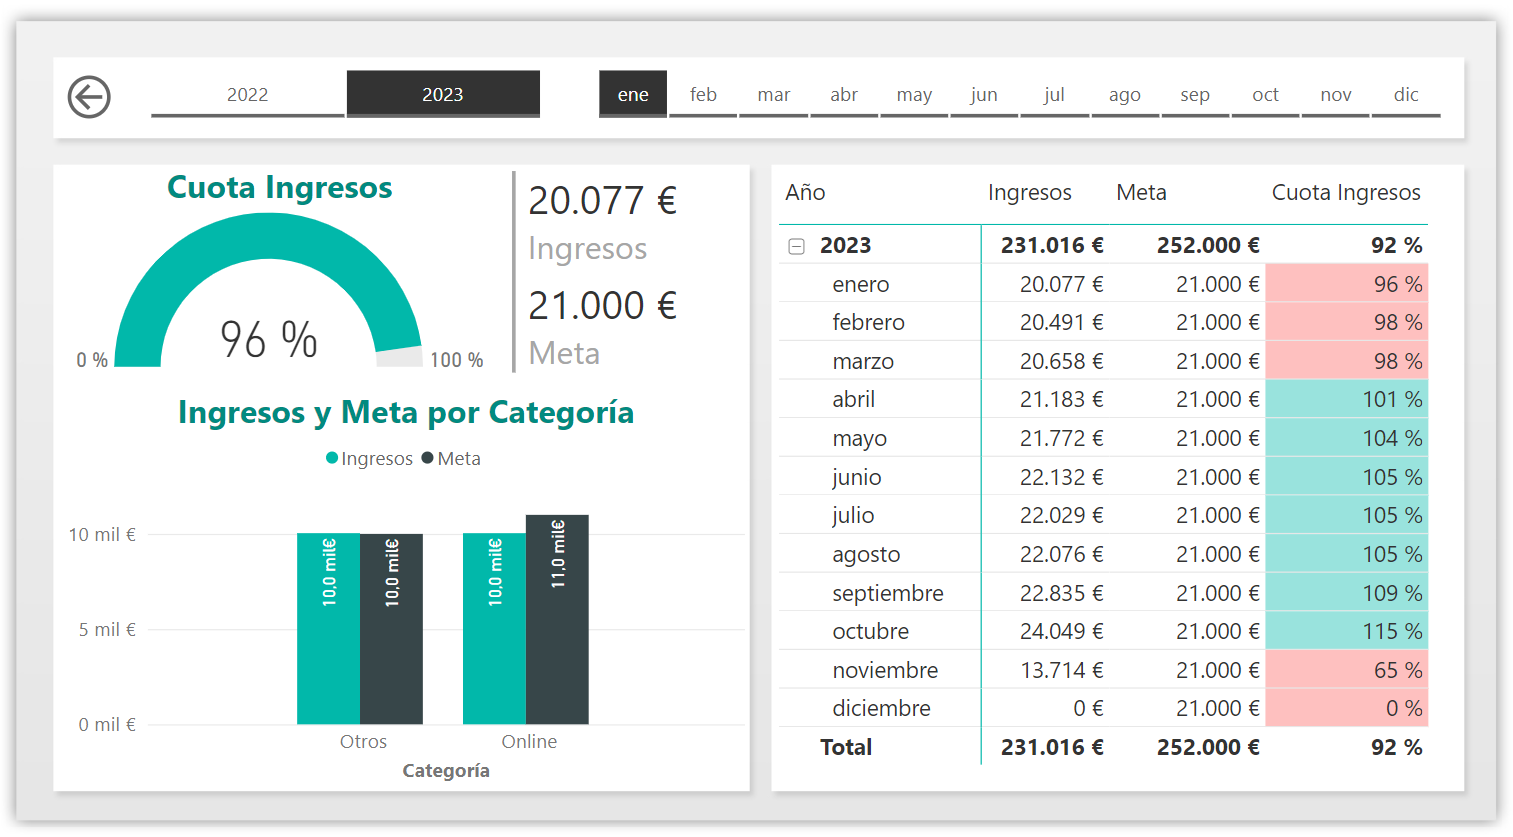 2022 2023 ene feb mar abr may jun jul ago sep oct nov dic
Cuota Ingresos
96 %
0 %
100 %
20.077 €
Ingresos
21.000 €
Meta
Ingresos y Meta por Categoría
Ingresos Meta
10 mil €
5 mil €
0 mil €
10,0 mil€
10,0 mil€
10,0 mil€
11,0 mil€
Otros Online
Categoría
Año Ingresos Meta Cuota Ingresos
2023 231.016 € 252.000 € 92 %
enero 20.077 € 21.000 € 96 %
febrero 20.491 € 21.000 € 98 %
marzo 20.658 € 21.000 € 98 %
abril 21.183 € 21.000 € 101 %
mayo 21.772 € 21.000 € 104 %
junio 22.132 € 21.000 € 105 %
julio 22.029 € 21.000 € 105 %
agosto 22.076 € 21.000 € 105 %
septiembre 22.835 € 21.000 € 109 %
octubre 24.049 € 21.000 € 115 %
noviembre 13.714 € 21.000 € 65 %
diciembre 0 € 21.000 € 0 %
Total 231.016 € 252.000 € 92 %